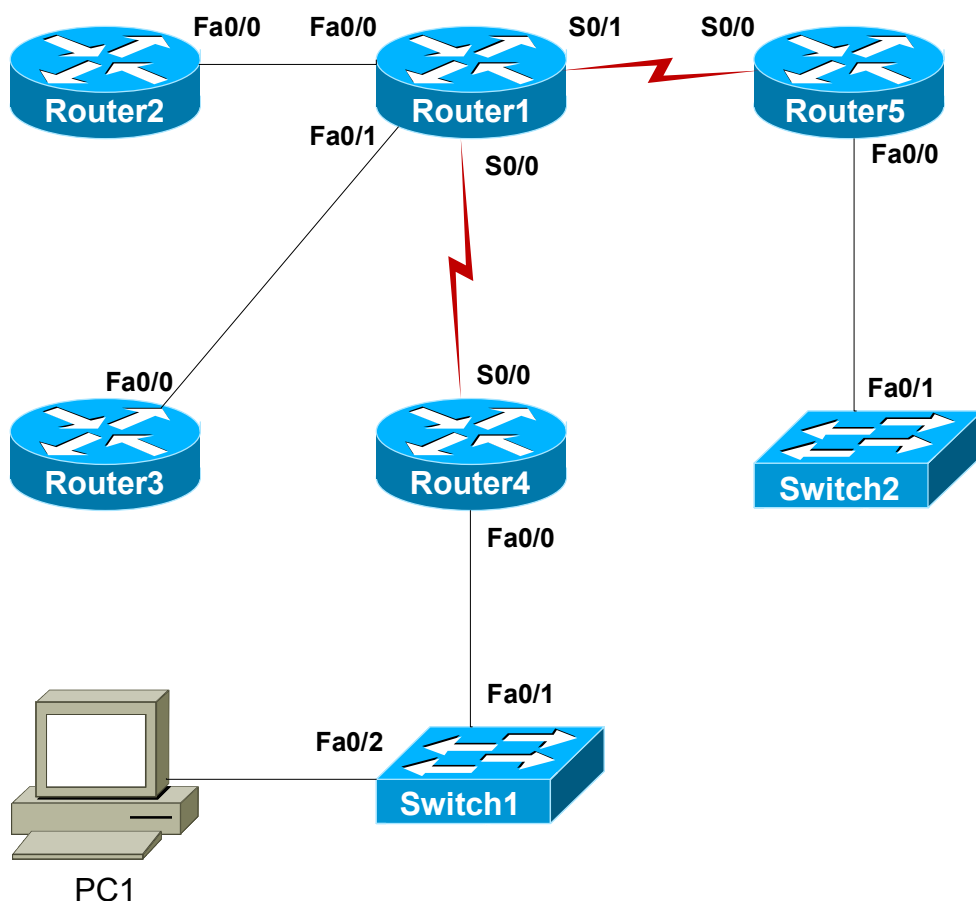 Fa0/0 Fa0/0 S0/1 S0/0
Router2 Router1 Router5
Fa0/1 Fa0/0
S0/0
Fa0/0 S0/0 Fa0/1
Router3 Router4 Switch2
Fa0/0
Fa0/1
Fa0/2
Switch1
PC1